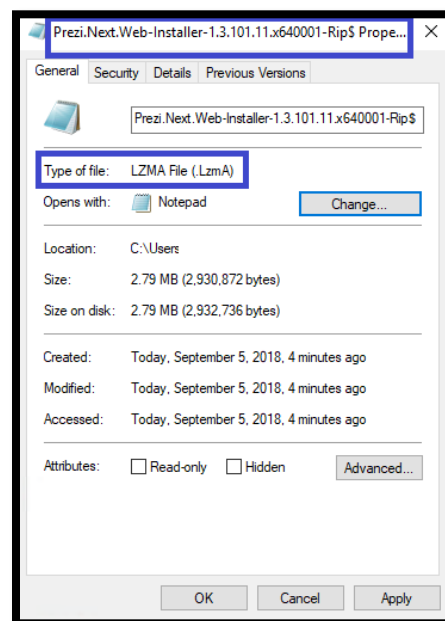 Prezi.Next.Web-Installer-1.3.101.11.x640001-Rip$ Prope...
General Security Details Previous Versions
Prezi.Next.Web-Installer-1.3.101.11.x640001-Rip$
Type of file: LZMA File (.LzmA)
Opens with: Notepad Change...
Location: C:\Users
Size: 2.79 MB (2,930,872 bytes)
Size on disk: 2.79 MB (2,932,736 bytes)
Created: Today, September 5, 2018, 4 minutes ago
Modified: Today, September 5, 2018, 4 minutes ago
Accessed: Today, September 5, 2018, 4 minutes ago
Attributes: Read-only Hidden Advanced...
OK Cancel Apply